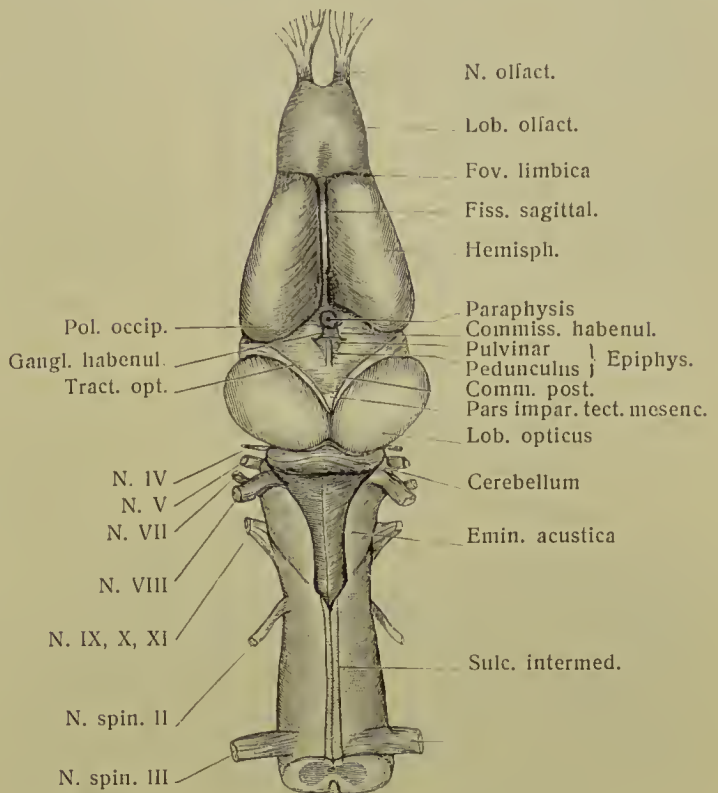 N. olfact.
Lob. olfact.
Fov. limbica
Fiss. sagittal.
Hemisph.
Paraphysis
Commiss. habenul.
Pulvinar
Pedunculus } Epiphys.
Comm. post.
Pars impar. tect. mesenc.
Lob. opticus
Cerebellum
Emin. acustica
Sulc. intermed.
Pol. occip.
Gangl. habenul.
Tract. opt.
N. IV
N. V
N. VII
N. VIII
N. IX, X, XI
N. spin. II
N. spin. III